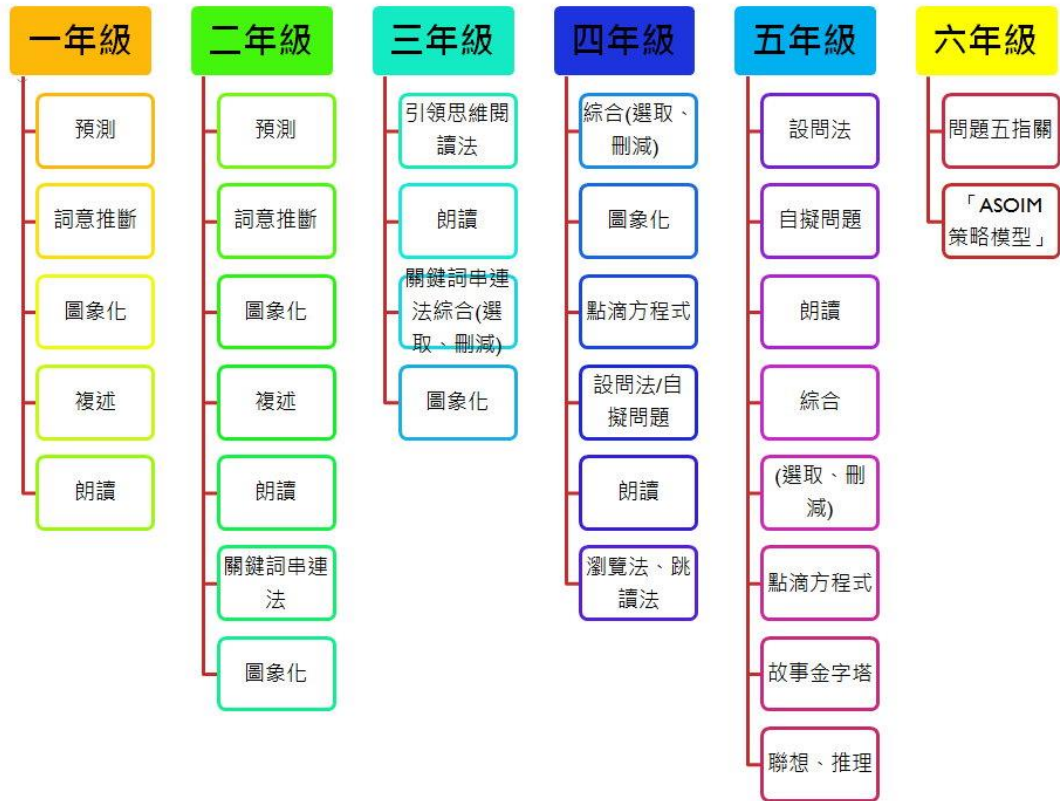 一年級
預測
詞意推斷
圖象化
複述
朗讀
二年級
預測
詞意推斷
圖象化
複述
朗讀
關鍵詞串連
法
圖象化
三年級
引領思維閱
讀法
朗讀
關鍵詞串連
法綜合(選
取、刪減)
圖象化
四年級
綜合(選取、
刪減)
圖象化
點滴方程式
設問法/自
擬問題
朗讀
瀏覽法、跳
讀法
五年級
設問法
自擬問題
朗讀
綜合
(選取、刪
減)
點滴方程式
故事金字塔
聯想、推理
六年級
問題五指關
「ASOIM
策略模型」